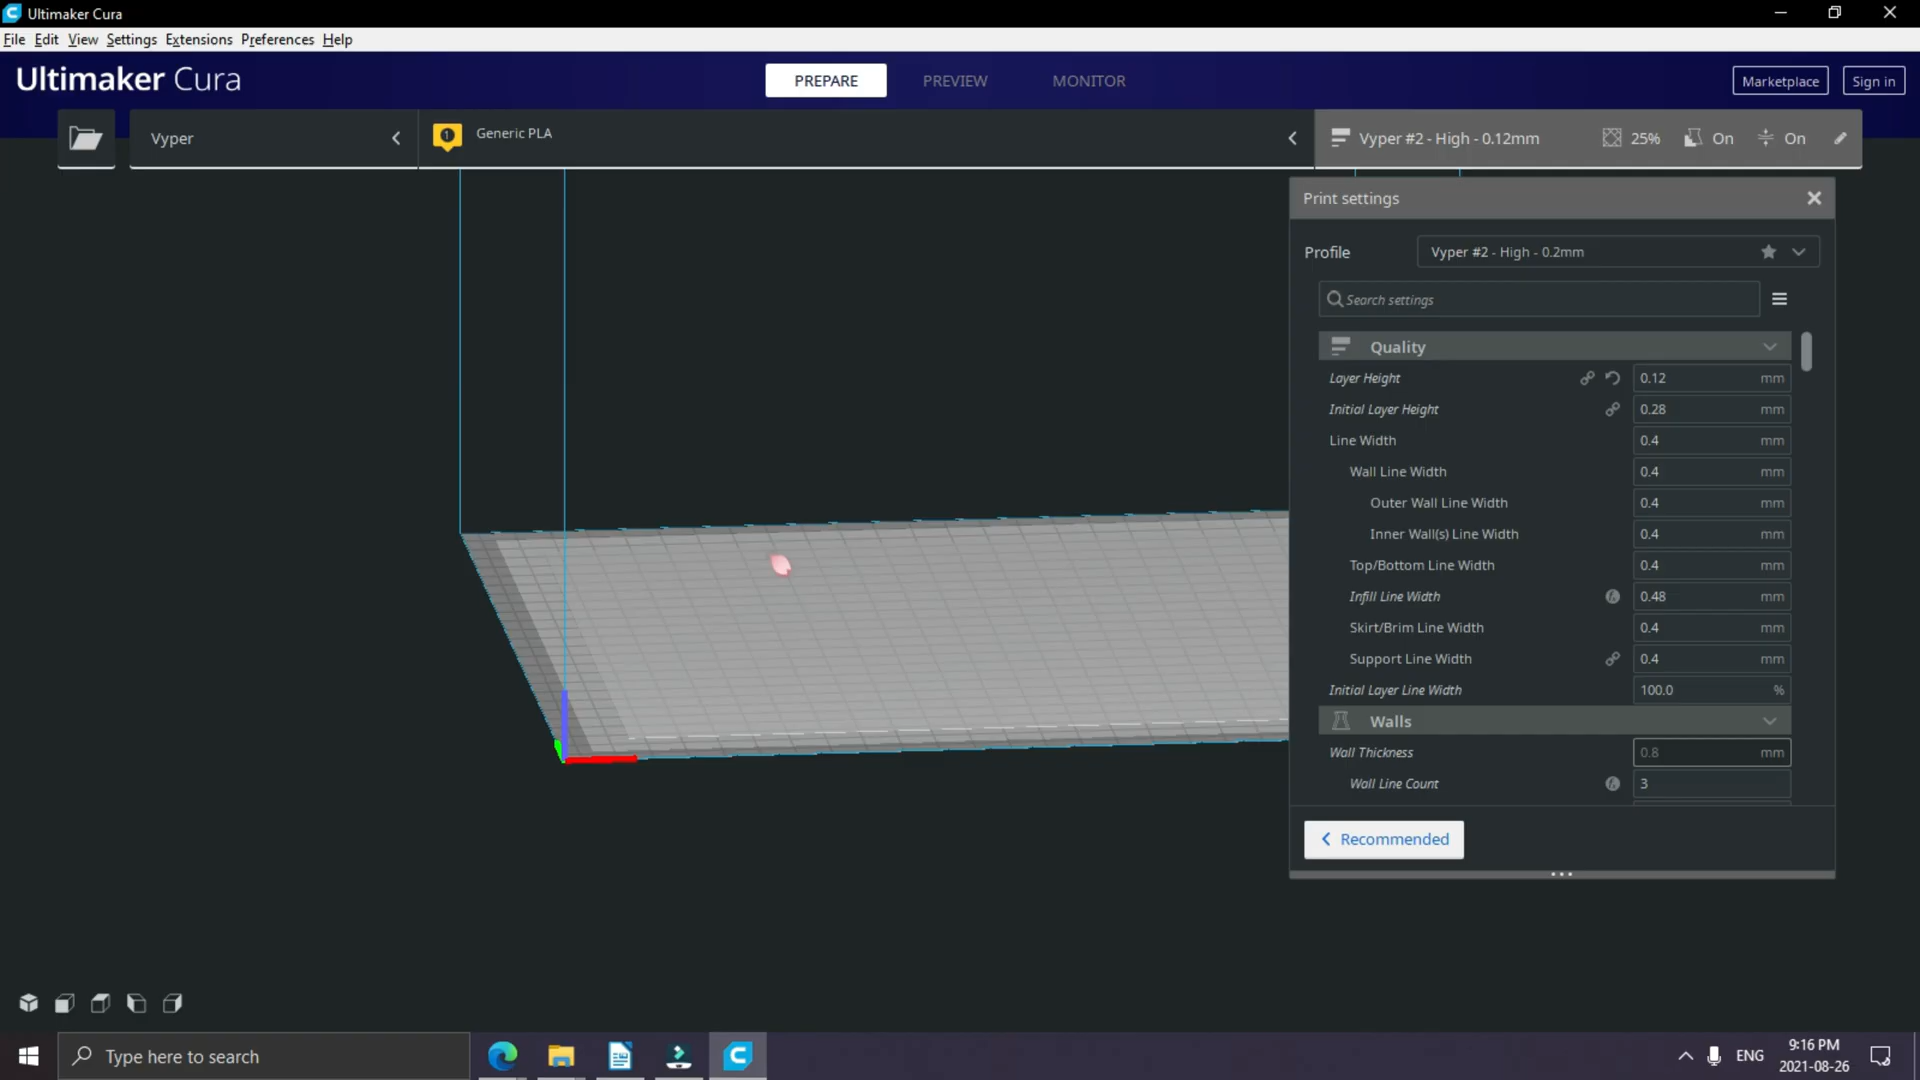 Ultimaker Cura
File Edit View Settings Extensions Preferences Help
Ultimaker Cura
PREPARE PREVIEW MONITOR
Marketplace Sign in
Vyper
1 Generic PLA
Vyper #2 - High - 0.12mm 25% On On
Print settings
Profile Vyper #2 - High - 0.2mm
Search settings
Quality
Layer Height 0.12 mm
Initial Layer Height 0.28 mm
Line Width 0.4 mm
Wall Line Width 0.4 mm
Outer Wall Line Width 0.4 mm
Inner Wall(s) Line Width 0.4 mm
Top/Bottom Line Width 0.4 mm
Infill Line Width 0.48 mm
Skirt/Brim Line Width 0.4 mm
Support Line Width 0.4 mm
Initial Layer Line Width 100.0 %
Walls
Wall Thickness 0.8 mm
Wall Line Count 3
Recommended
Type here to search
ENG
9:16 PM
2021-08-26